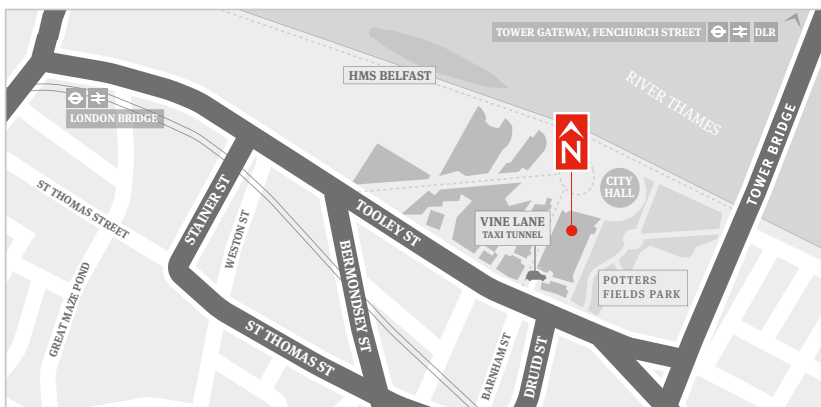 TOWER GATEWAY, FENCHURCH STREET
DLR
HMS BELFAST
RIVER THAMES
LONDON BRIDGE
TOWER BRIDGE
N
CITY
HALL
ST THOMAS STREET
STAINER ST
WESTON ST
TOOLEY ST
VINE LANE
TAXI TUNNEL
BERMONDSEY ST
POTTERS
FIELDS PARK
GREAT MAZE POND
ST THOMAS ST
BARNHAM ST
DRUID ST